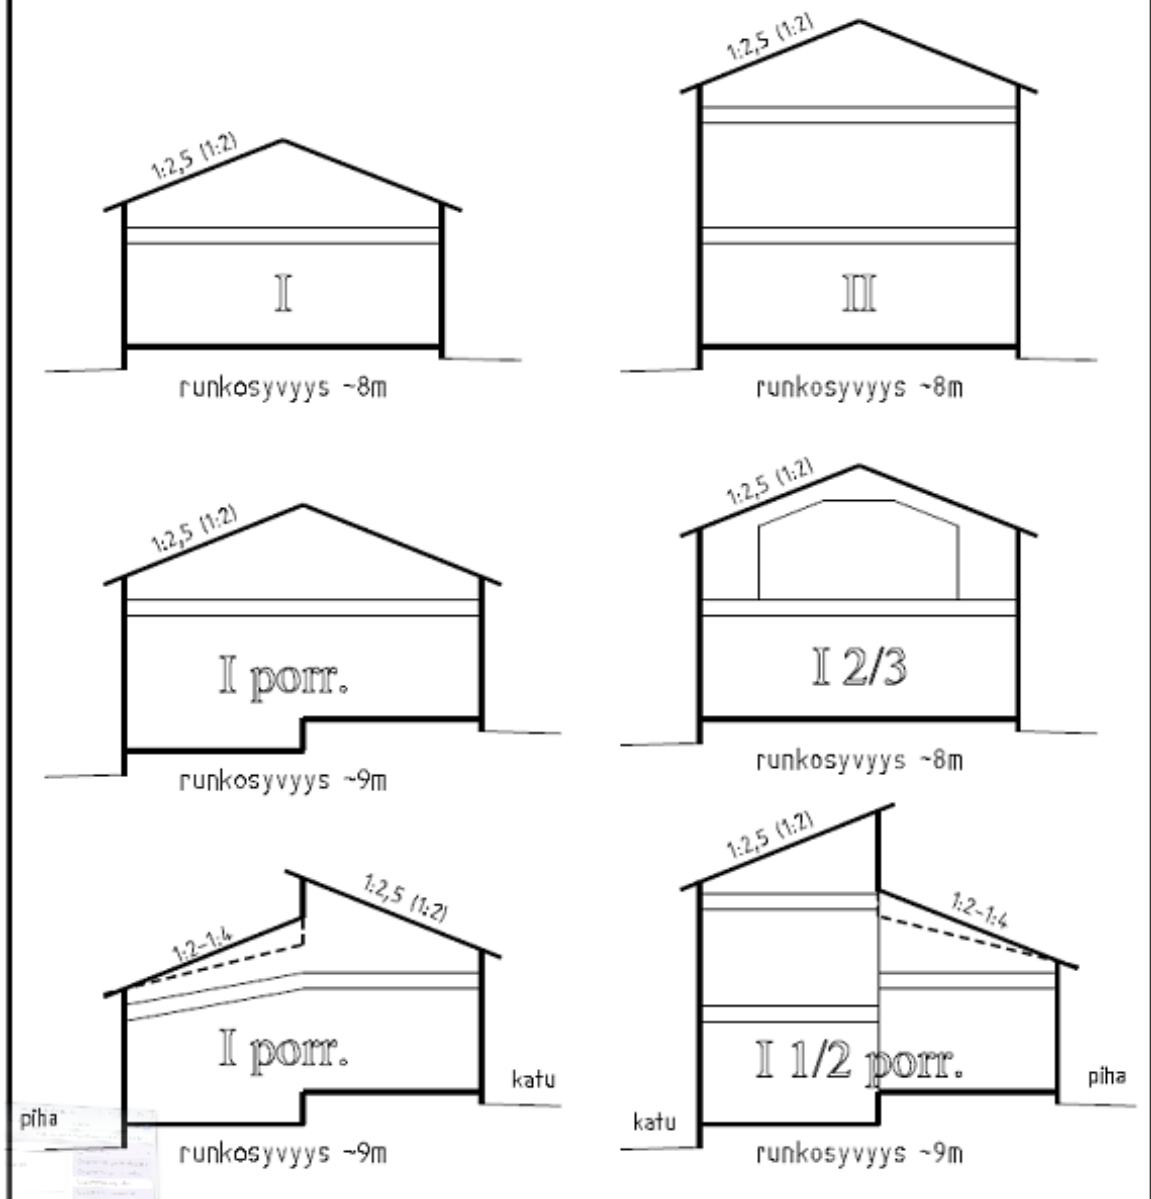 1:2,5 (1:2)
I
runkosyvyys ~8m
1:2,5 (1:2)
II
runkosyvyys ~8m
1:2,5 (1:2)
I porr.
runkosyvyys ~9m
1:2,5 (1:2)
I 2/3
runkosyvyys ~8m
1:2-1:4
1:2,5 (1:2)
I porr.
katu
piha
runkosyvyys ~9m
1:2,5 (1:2)
1:2-1:4
I 1/2 porr.
piha
katu
runkosyvyys ~9m